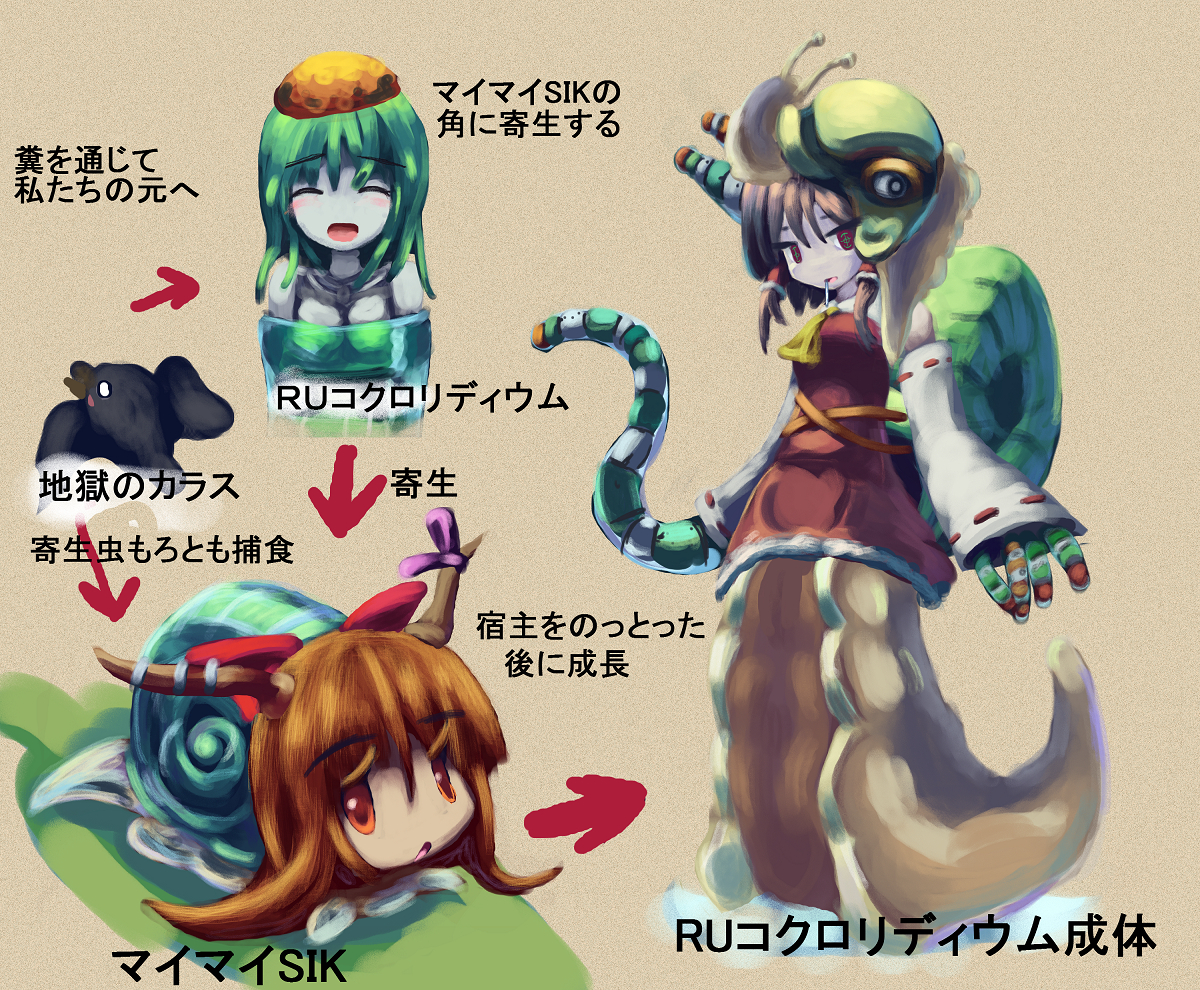 マイマイSIKの
角に寄生する
糞を通じて
私たちの元へ
RUコクロリディウム
地獄のカラス
寄生
寄生虫もろとも捕食
宿主をのっとった
後に成長
マイマイSIK
RUコクロリディウム成体